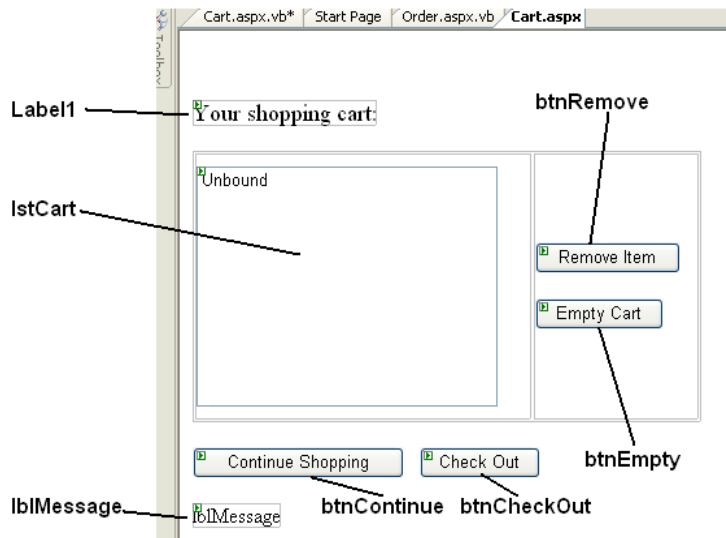 Cart.aspx.vb* Start Page Order.aspx.vb Cart.aspx
Toolbox
Label1
Your shopping cart:
btnRemove
Unbound
lstCart
Remove Item
Empty Cart
btnEmpty
Continue Shopping Check Out
lblMessage
btnContinue btnCheckOut
lblMessage